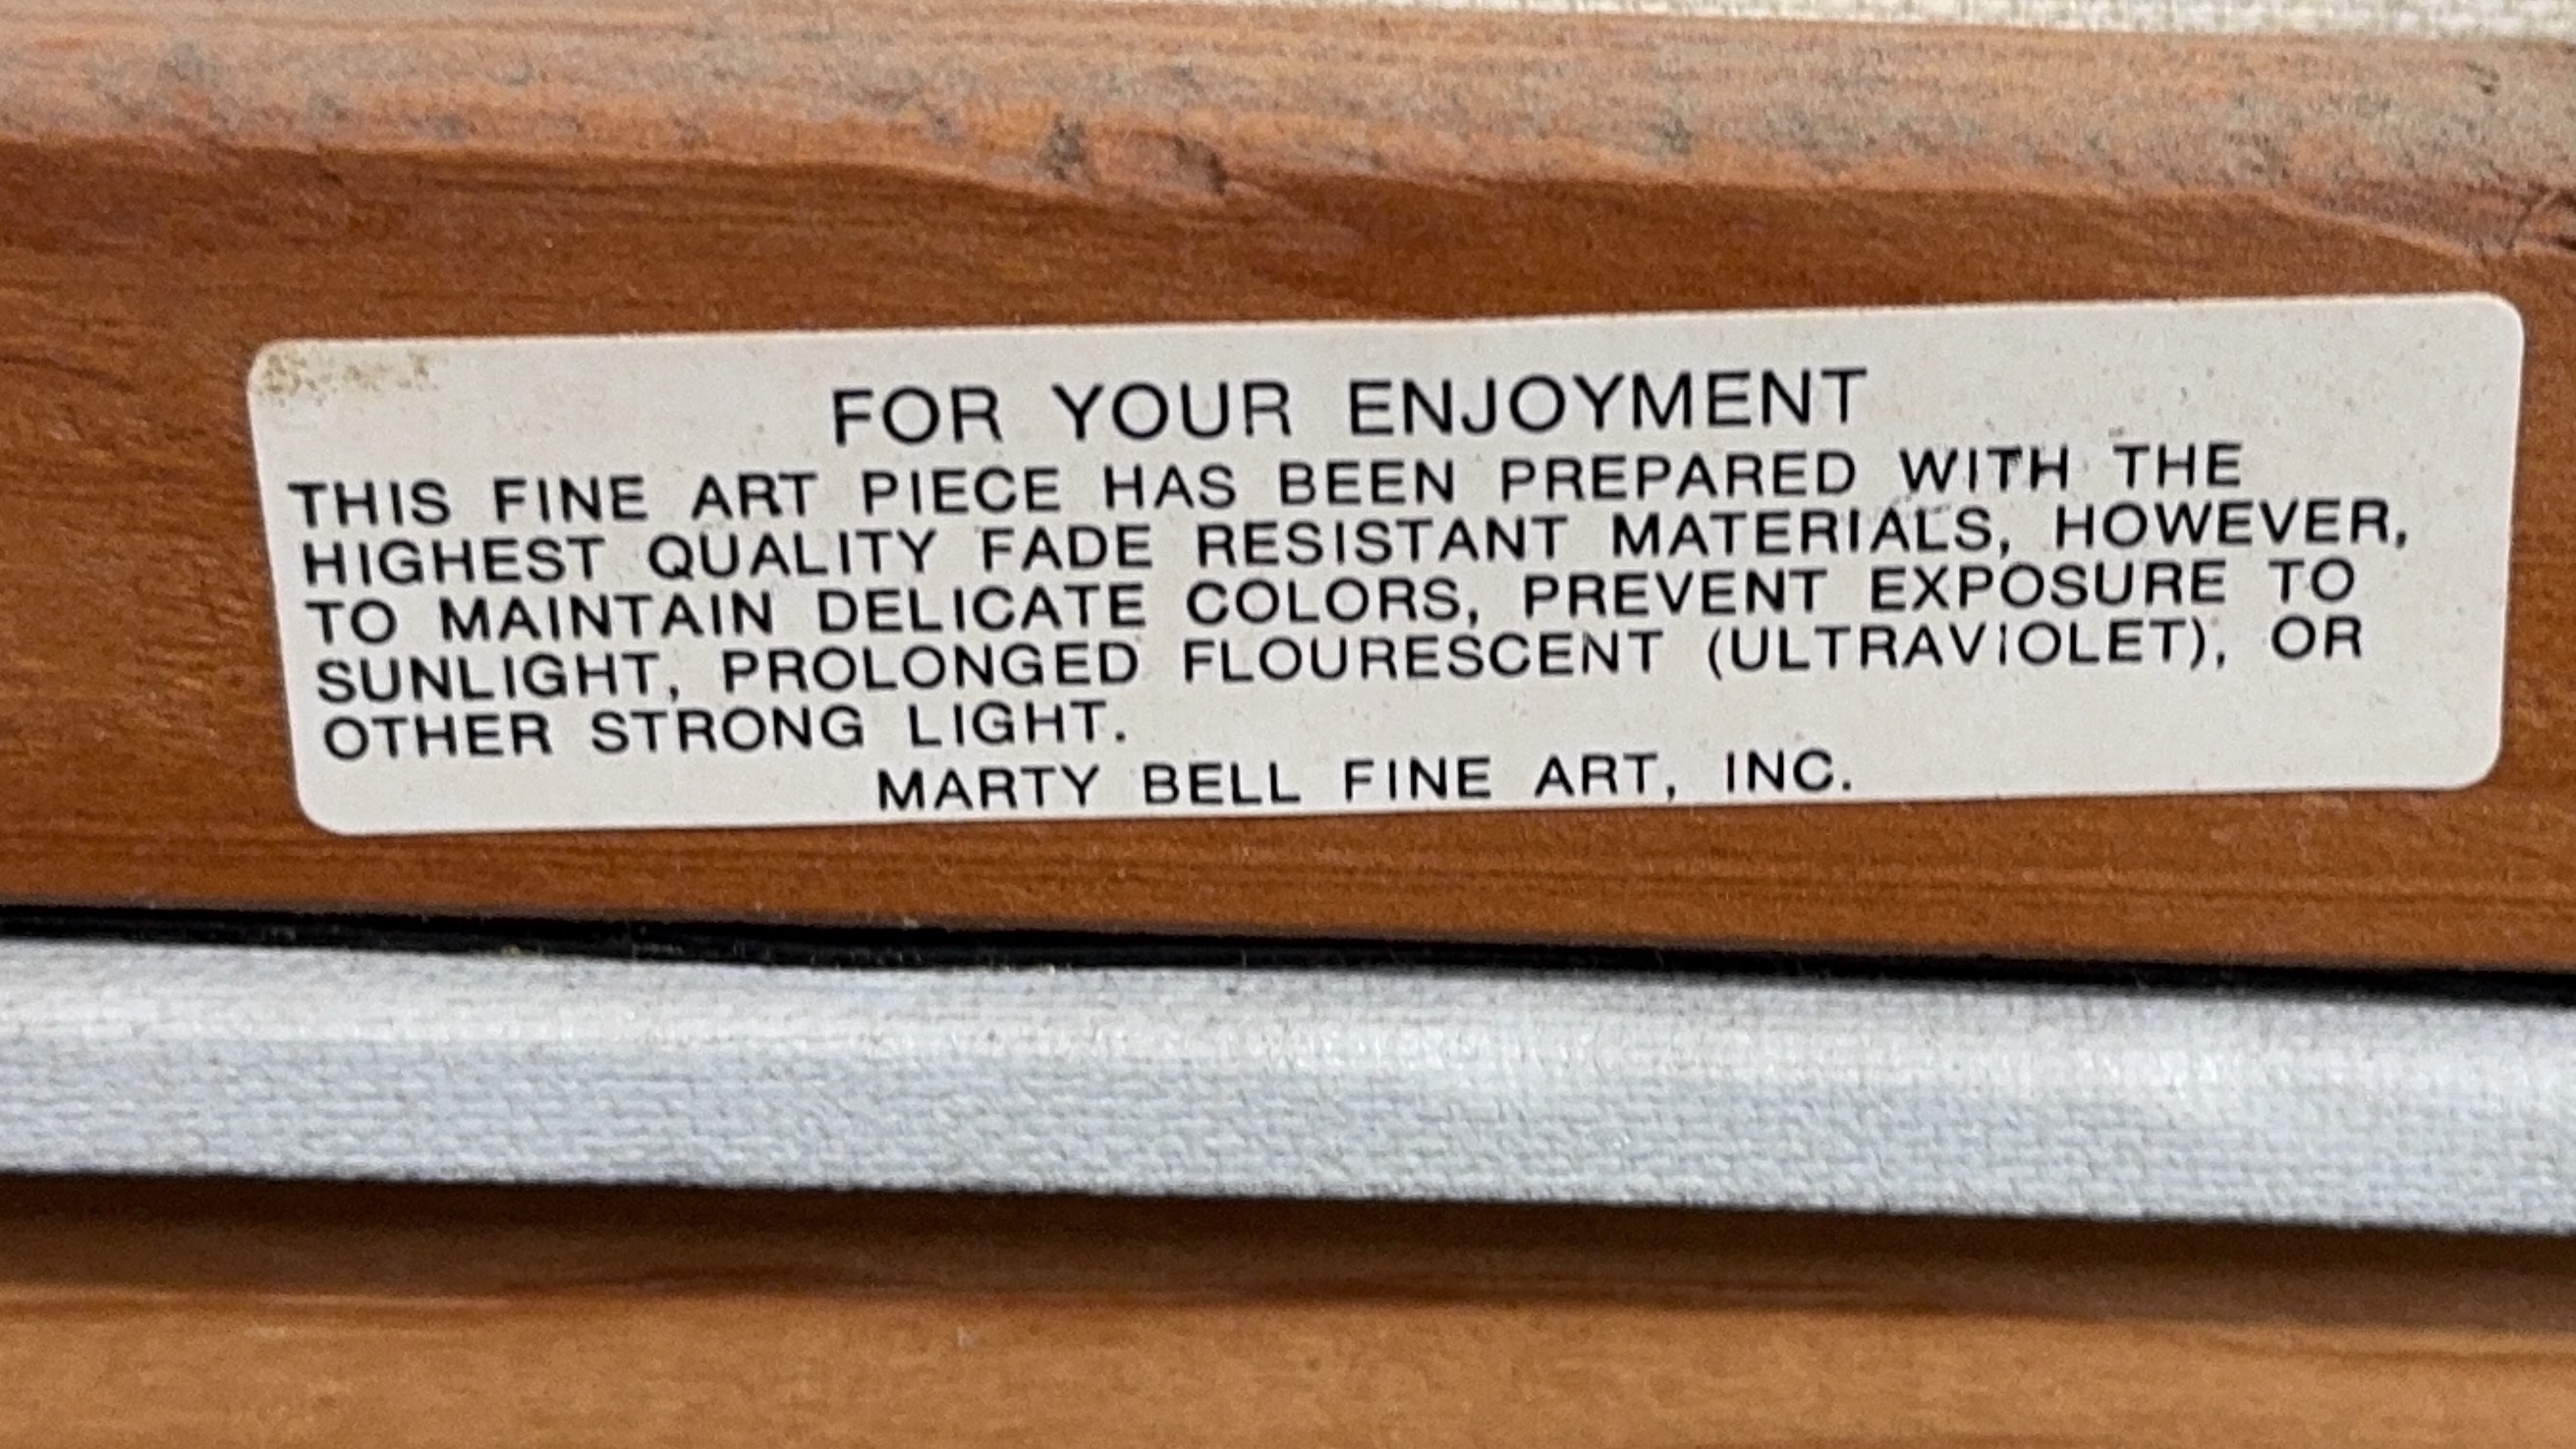 FOR YOUR ENJOYMENT
THIS FINE ART PIECE HAS BEEN PREPARED WITH THE
HIGHEST QUALITY FADE RESISTANT MATERIALS, HOWEVER,
TO MAINTAIN DELICATE COLORS, PREVENT EXPOSURE TO
SUNLIGHT, PROLONGED FLOURESCENT (ULTRAVIOLET), OR
OTHER STRONG LIGHT.
MARTY BELL FINE ART, INC.